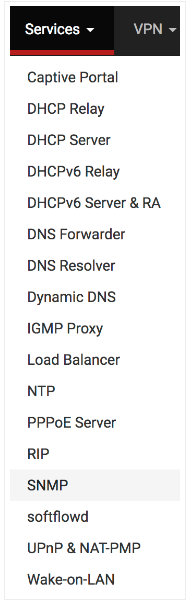 Services VPN
Captive Portal
DHCP Relay
DHCP Server
DHCPv6 Relay
DHCPv6 Server & RA
DNS Forwarder
DNS Resolver
Dynamic DNS
IGMP Proxy
Load Balancer
NTP
PPPoE Server
RIP
SNMP
softflowd
UPnP & NAT-PMP
Wake-on-LAN